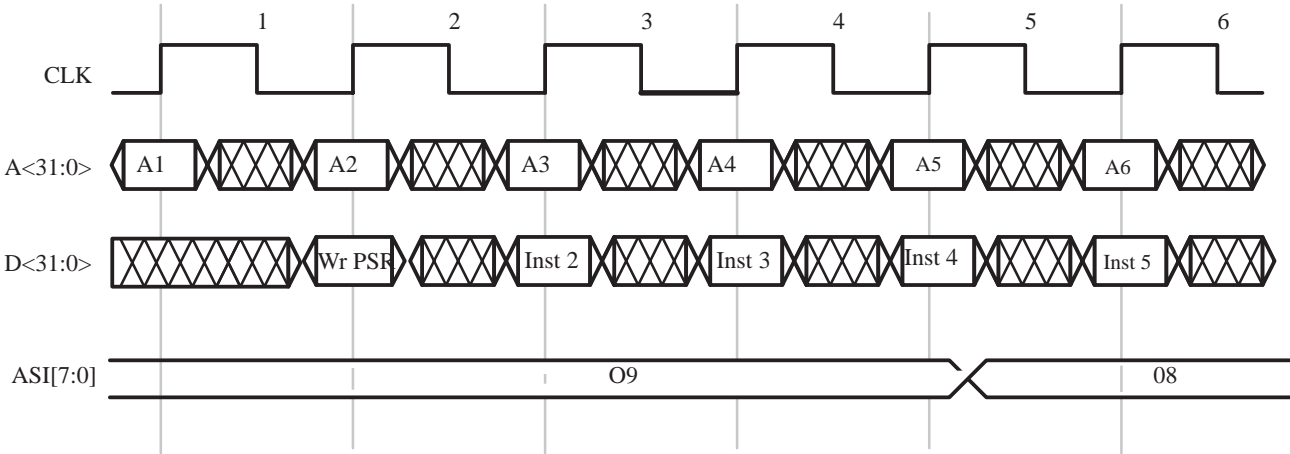 1 2 3 4 5 6
CLK
A<31:0> A1 A2 A3 A4 A5 A6
D<31:0> Wr PSR Inst 2 Inst 3 Inst 4 Inst 5
ASI[7:0] O9 08